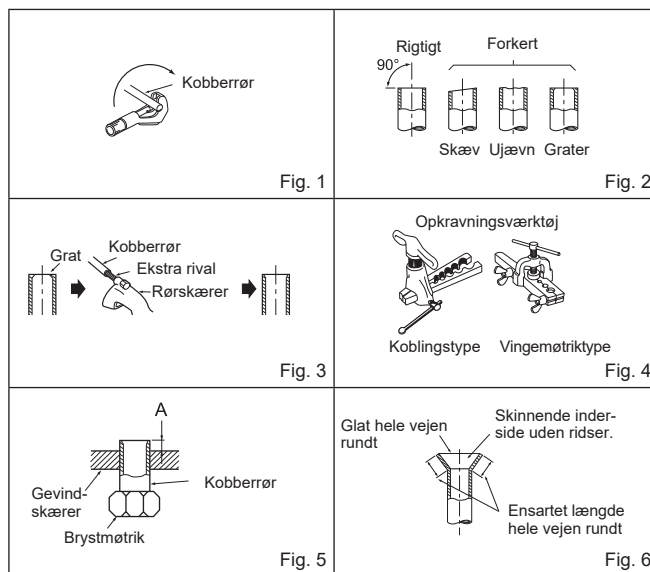 Kobberrør
Fig. 1
Rigtigt
Forkert
90°
Skæv
Ujævn
Grater
Fig. 2
Grat
Kobberrør
Ekstra rival
Rørskærer
Fig. 3
Opkravningsværktøj
Koblingstype
Vingemøtriktype
Fig. 4
A
Gevind-
skærer
Kobberrør
Brystmøtrik
Fig. 5
Glat hele vejen
rundt
Skinnende inder-
side uden ridser.
Ensartet længde
hele vejen rundt
Fig. 6